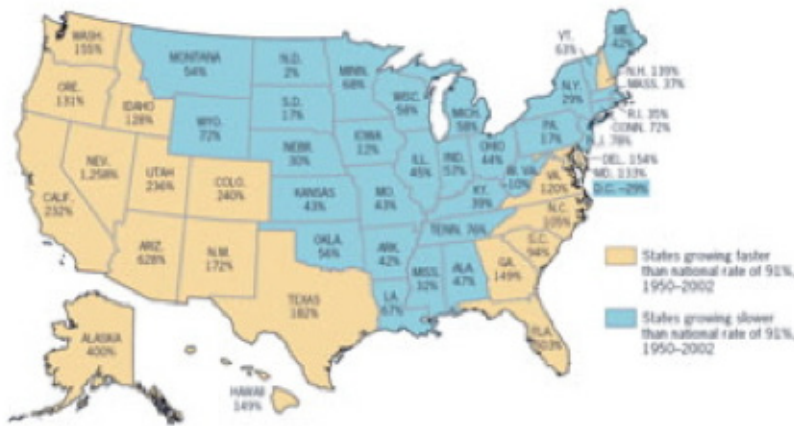 WASH.
155%
ORE.
131%
IDAHO
128%
MONTANA
54%
WYO.
72%
NEV.
1,258%
UTAH
236%
COLO.
240%
CALIF.
232%
ARIZ.
628%
N.M.
172%
N.D.
2%
S.D.
17%
NEBR.
30%
KANSAS
43%
OKLA.
56%
TEXAS
182%
MINN.
68%
IOWA
12%
MO.
43%
ARK.
42%
LA.
67%
WISC.
58%
ILL.
45%
MICH.
58%
IND.
57%
OHIO
44%
KY.
39%
TENN. 76%
MISS.
32%
ALA.
47%
GA.
149%
FLA.
503%
S.C.
94%
N.C.
105%
VA.
120%
W. VA.
-10%
PA.
17%
N.Y.
29%
VT.
63%
ME.
42%
N.H. 139%
MASS. 37%
R.I. 35%
CONN. 72%
N.J. 78%
DEL. 154%
MD. 133%
D.C. –29%
ALASKA
400%
HAWAII
149%
States growing faster
than national rate of 91%,
1950–2002
States growing slower
than national rate of 91%,
1950–2002